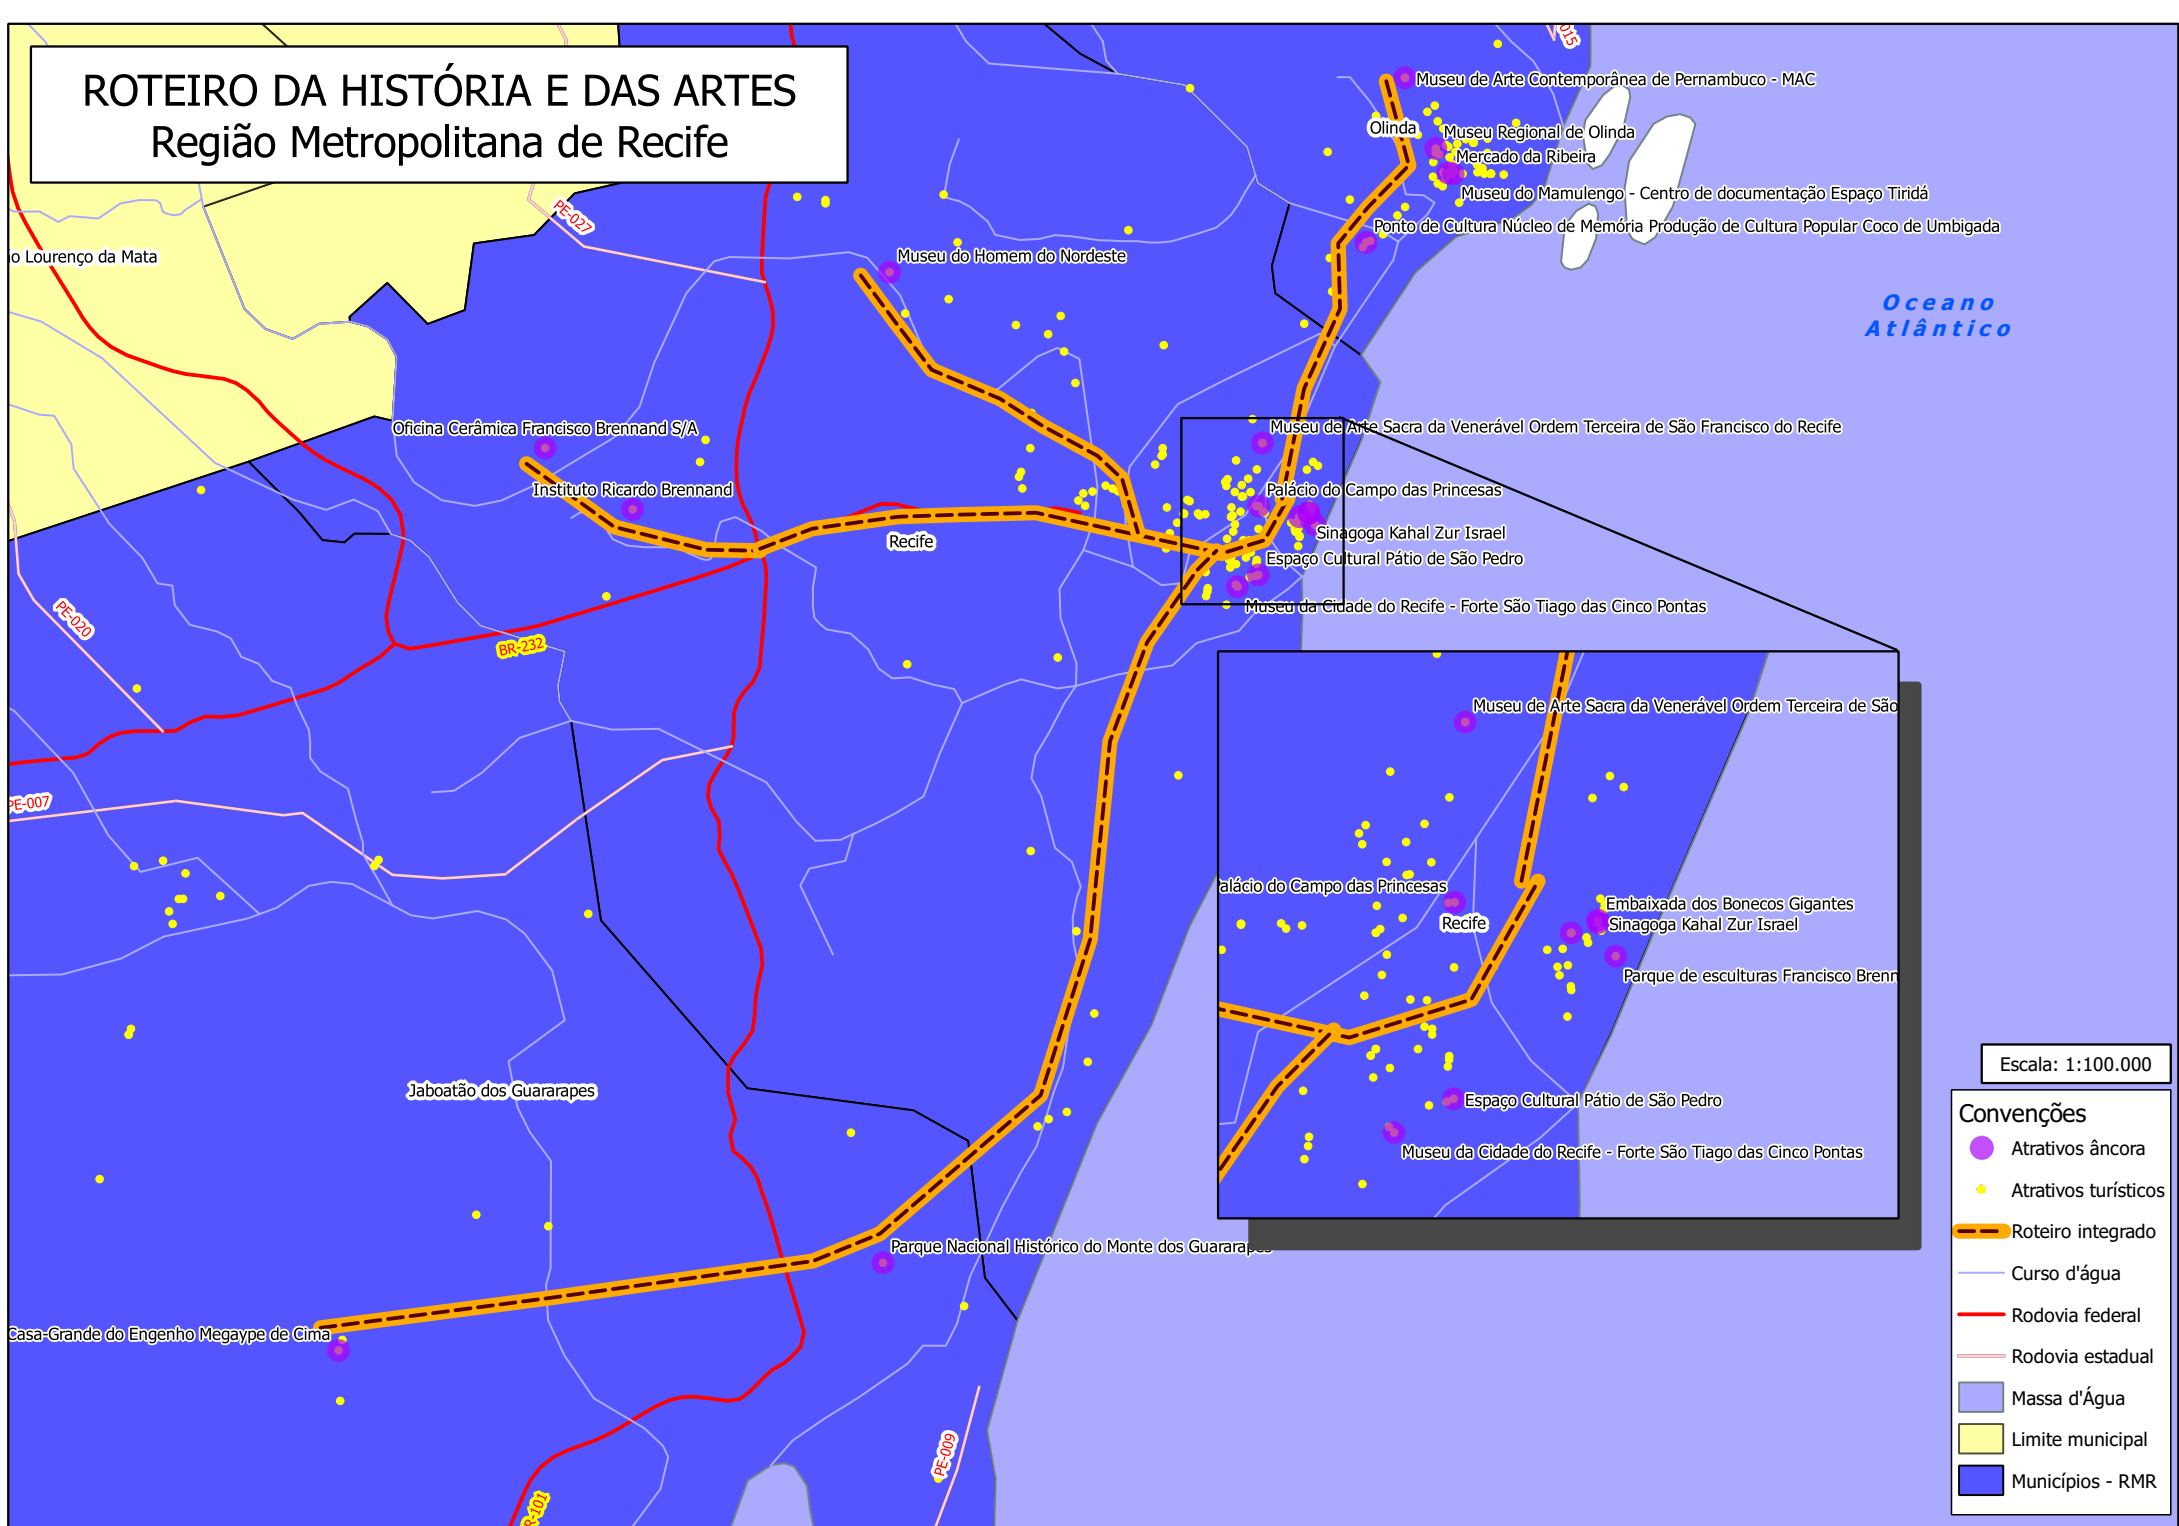 ROTEIRO DA HISTÓRIA E DAS ARTES
Região Metropolitana de Recife
015
Museu de Arte Contemporânea de Pernambuco - MAC
Olinda
Museu Regional de Olinda
Mercado da Ribeira
Museu do Mamulengo - Centro de documentação Espaço Tiridá
PE-027
Ponto de Cultura Núcleo de Memória Produção de Cultura Popular Coco de Umbigada
ão Lourenço da Mata
Museu do Homem do Nordeste
Oceano
Atlântico
Oficina Cerâmica Francisco Brennand S/A
Museu de Arte Sacra da Venerável Ordem Terceira de São Francisco do Recife
Instituto Ricardo Brennand
Palácio do Campo das Princesas
Recife
Sinagoga Kahal Zur Israel
Espaço Cultural Pátio de São Pedro
Museu da Cidade do Recife - Forte São Tiago das Cinco Pontas
PE-020
BR-232
Museu de Arte Sacra da Venerável Ordem Terceira de São
PE-007
alácio do Campo das Princesas
Recife
Embaixada dos Bonecos Gigantes
Sinagoga Kahal Zur Israel
Parque de esculturas Francisco Brenn
Espaço Cultural Pátio de São Pedro
Museu da Cidade do Recife - Forte São Tiago das Cinco Pontas
Jaboatão dos Guararapes
Parque Nacional Histórico do Monte dos Guararapes
Casa-Grande do Engenho Megaype de Cima
PE-009
R-101
Escala: 1:100.000
Convenções
Atrativos âncora
Atrativos turísticos
Roteiro integrado
Curso d'água
Rodovia federal
Rodovia estadual
Massa d'Água
Limite municipal
Municípios - RMR